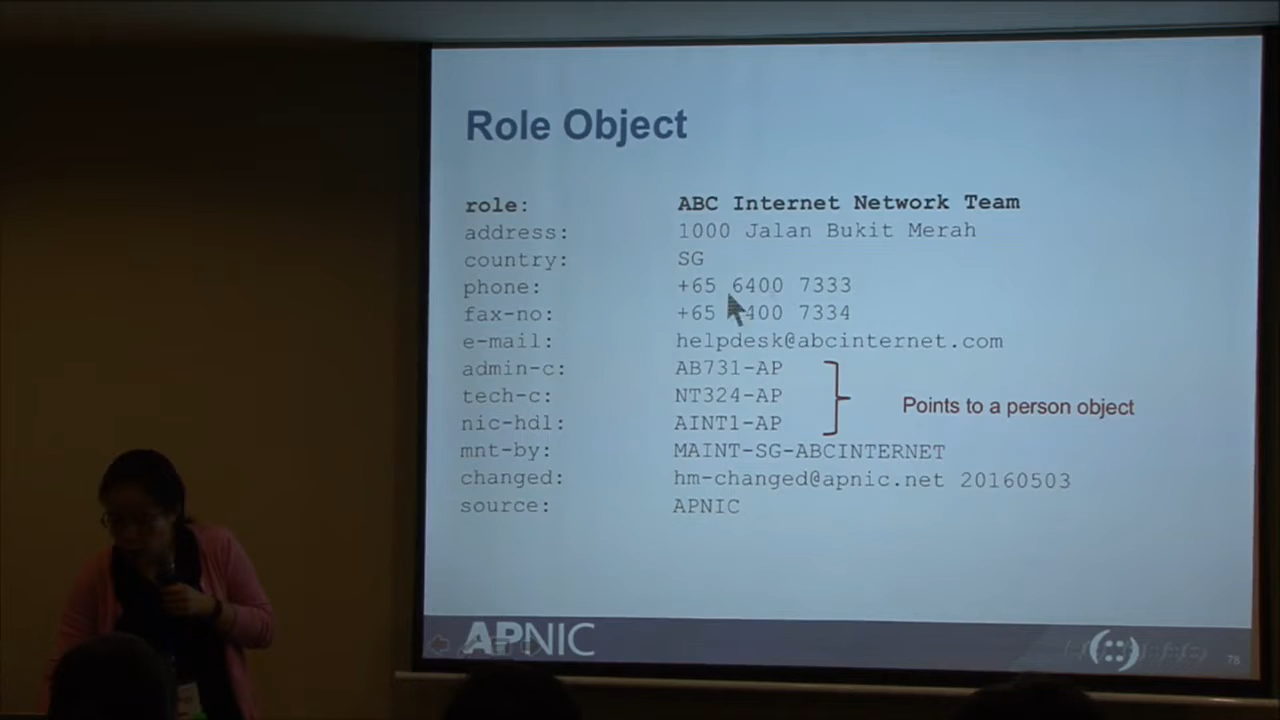 Role Object
role: ABC Internet Network Team
address: 1000 Jalan Bukit Merah
country: SG
phone: +65 6400 7333
fax-no: +65 400 7334
e-mail: helpdesk@abcinternet.com
admin-c: AB731-AP
tech-c: NT324-AP
nic-hdl: AINT1-AP
Points to a person object
mnt-by: MAINT-SG-ABCINTERNET
changed: hm-changed@apnic.net 20160503
source: APNIC
APNIC